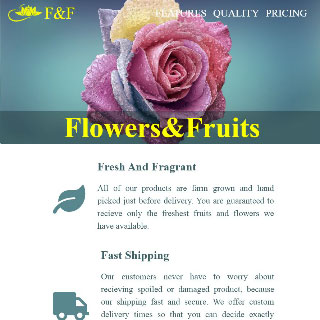 F&F
FEATURES QUALITY PRICING
Flowers&Fruits
Fresh And Fragrant
All of our products are farm grown and hand
picked just before delivery. You are guaranteed to
recieve only the freshest fruits and flowers we
have available.
Fast Shipping
Our customers never have to worry about
recieving spoiled or damaged product, because
our shipping fast and secure. We offer custom
delivery times so that you can decide exactly